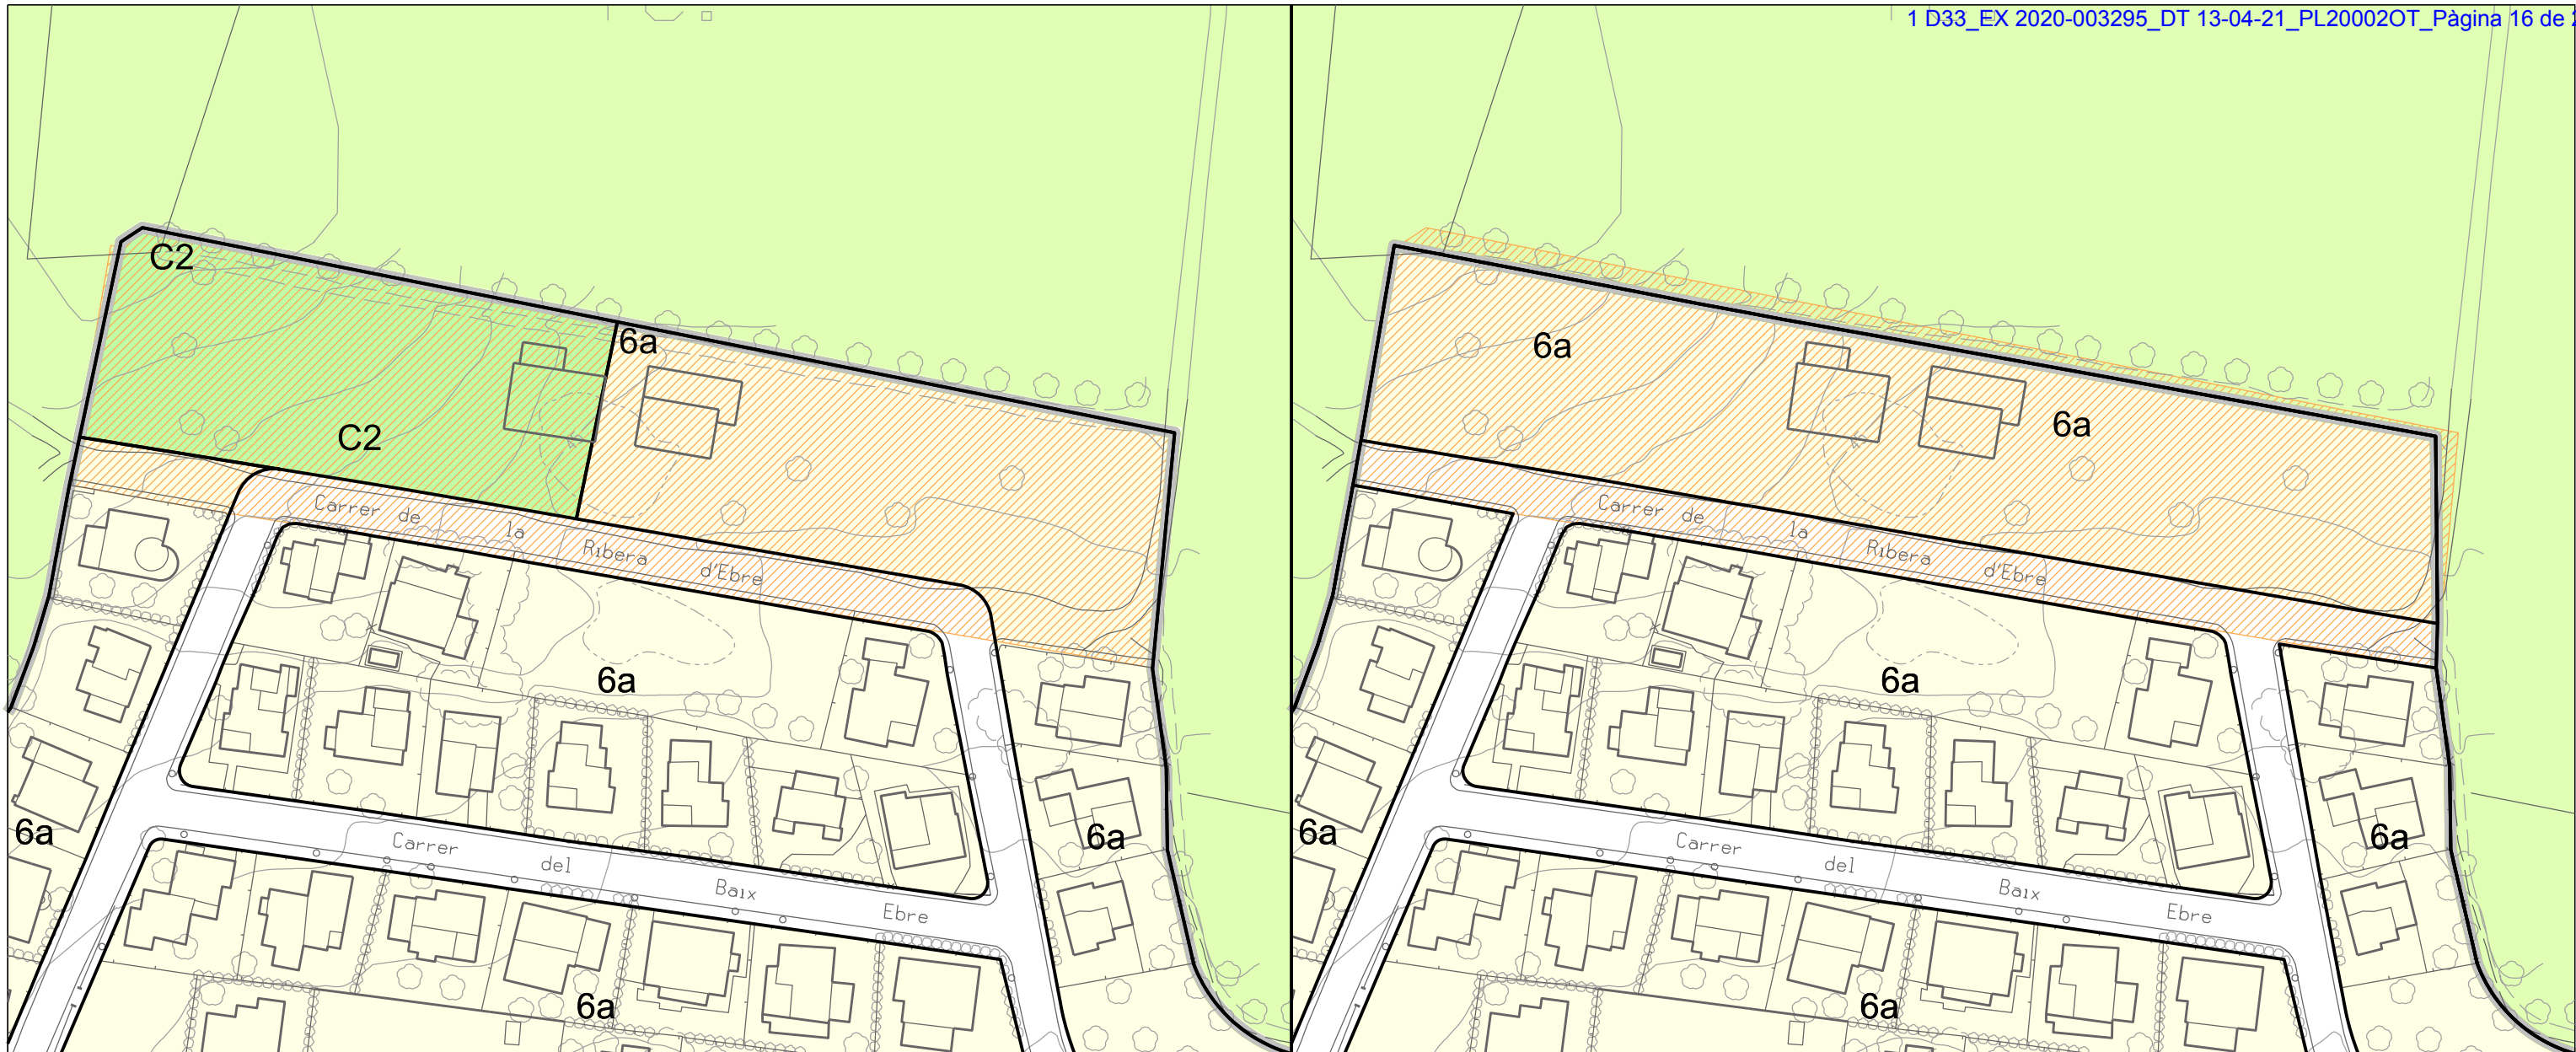 1 D33_EX 2020-003295_DT 13-04-21_PL20002OT_Pàgina 16 de
C2
6a
C2
Carrer de la Ribera d'Ebre
6a
6a
6a
Carrer del Baix Ebre
6a
6a
6a
Carrer de la Ribera d'Ebre
6a
6a
6a
Carrer del Baix Ebre
6a